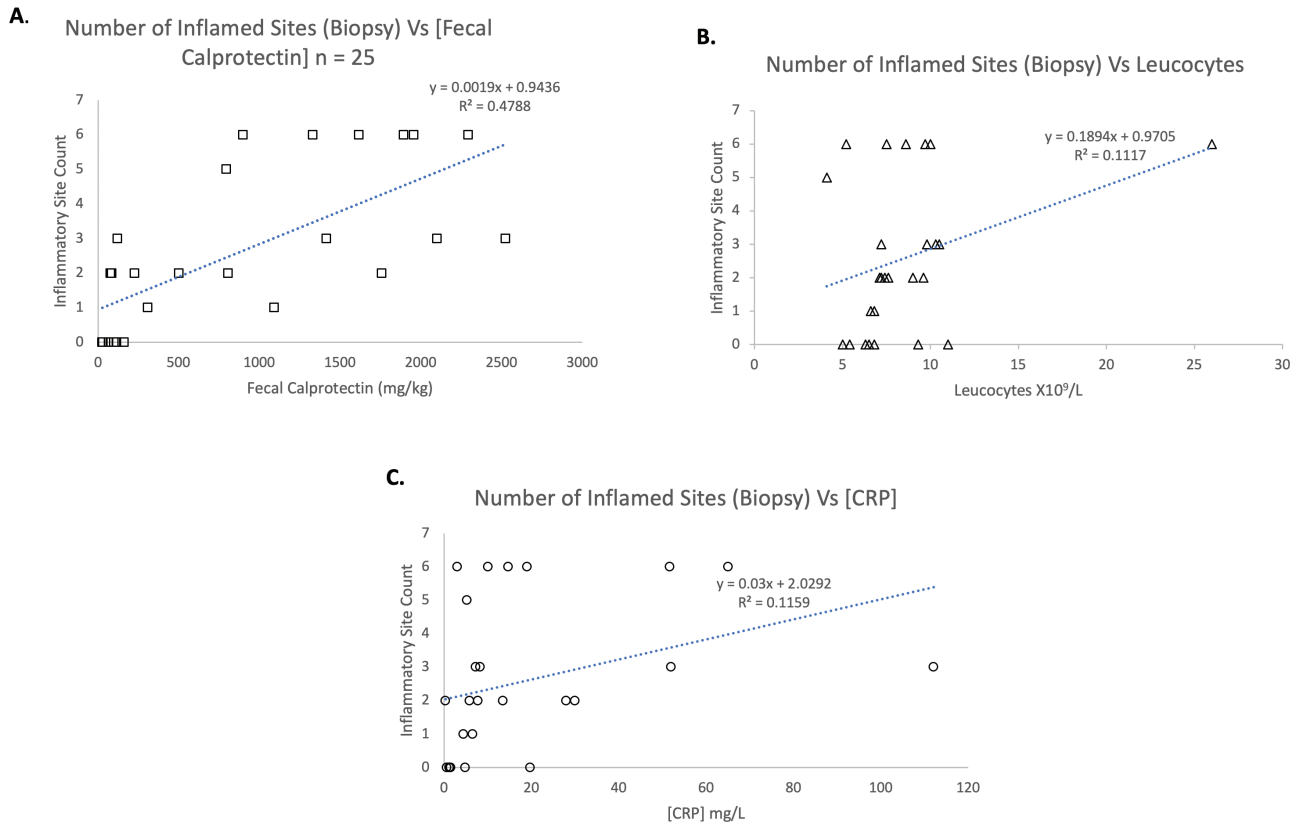 A.
Number of Inflamed Sites (Biopsy) Vs [Fecal
Calprotectin] n = 25
y = 0.0019x + 0.9436
R² = 0.4788
7
6
5
4
3
2
1
0
Inflammatory Site Count
0 500 1000 1500 2000 2500 3000
Fecal Calprotectin (mg/kg)
B.
Number of Inflamed Sites (Biopsy) Vs Leucocytes
y = 0.1894x + 0.9705
R² = 0.1117
7
6
5
4
3
2
1
0
Inflammatory Site Count
0 5 10 15 20 25 30
Leucocytes X10⁹/L
C.
Number of Inflamed Sites (Biopsy) Vs [CRP]
y = 0.03x + 2.0292
R² = 0.1159
7
6
5
4
3
2
1
0
Inflammatory Site Count
0 20 40 60 80 100 120
[CRP] mg/L